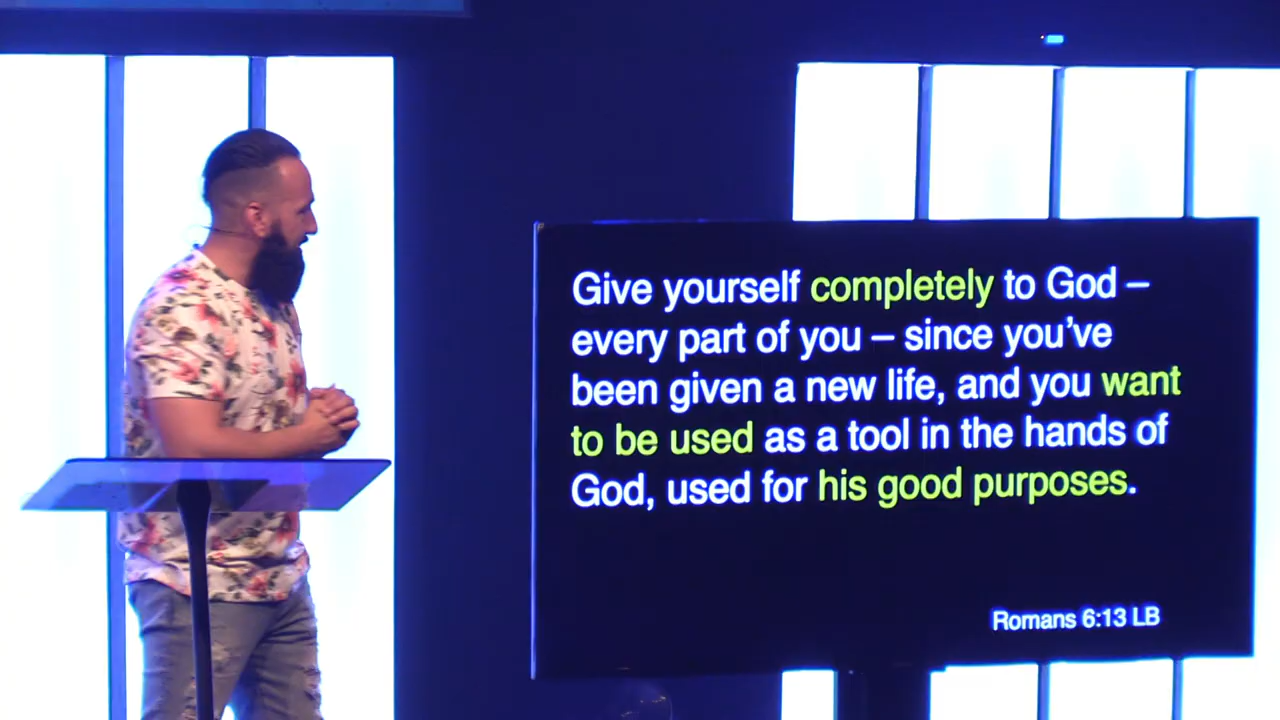 Give yourself completely to God –
every part of you – since you’ve
been given a new life, and you want
to be used as a tool in the hands of
God, used for his good purposes.
Romans 6:13 LB